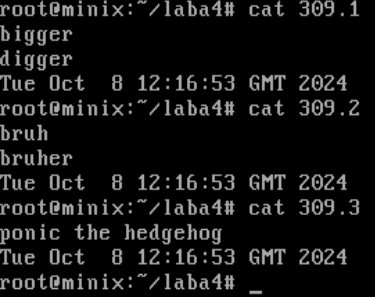 root@minix:~/laba4# cat 309.1
bigger
digger
Tue Oct  8 12:16:53 GMT 2024
root@minix:~/laba4# cat 309.2
bruh
bruher
Tue Oct  8 12:16:53 GMT 2024
root@minix:~/laba4# cat 309.3
ponic the hedgehog
Tue Oct  8 12:16:53 GMT 2024
root@minix:~/laba4# _